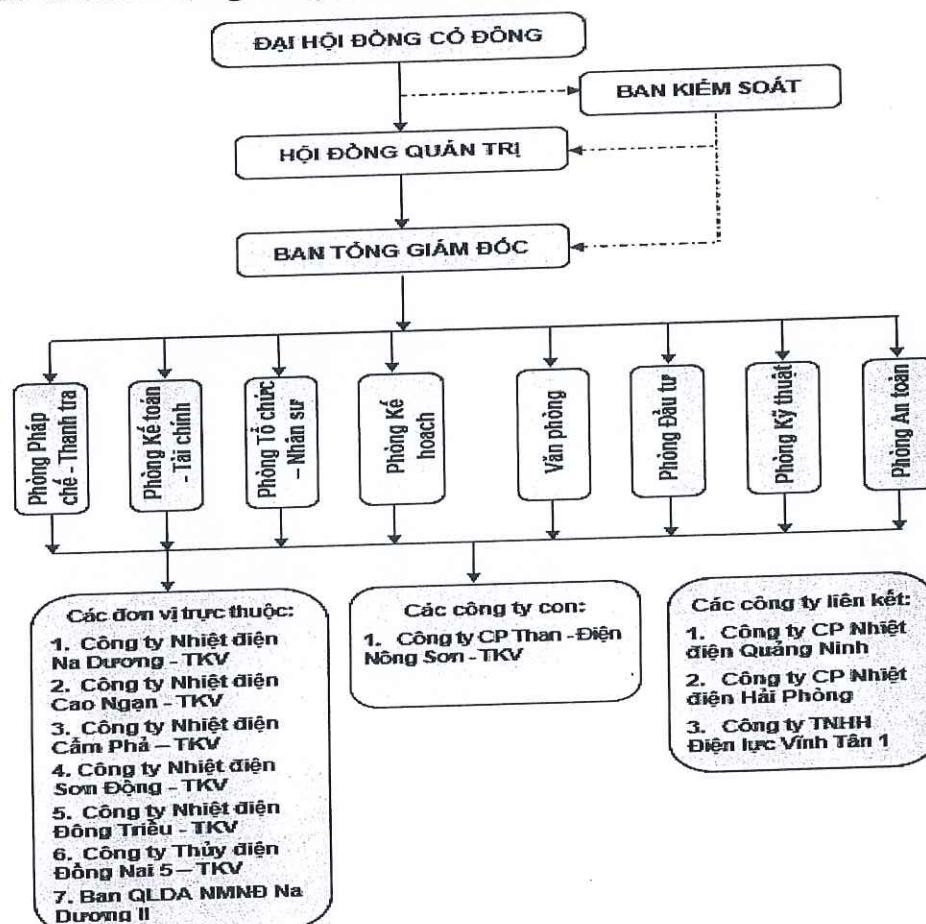 ĐẠI HỘI ĐỒNG CỔ ĐÔNG
BAN KIỂM SOÁT
HỘI ĐỒNG QUẢN TRỊ
BAN TỔNG GIÁM ĐỐC
Phòng Pháp
chế - Thanh tra
Phòng Kế toán
- Tài chính
Phòng Tổ chức
- Nhân sự
Phòng Kế
hoạch
Văn phòng
Phòng Đầu tư
Phòng Kỹ thuật
Phòng An toàn
Các đơn vị trực thuộc:
1. Công ty Nhiệt điện
Na Dương - TKV
2. Công ty Nhiệt điện
Cao Ngạn - TKV
3. Công ty Nhiệt điện
Cẩm Phả – TKV
4. Công ty Nhiệt điện
Sơn Động - TKV
5. Công ty Nhiệt điện
Đông Triều - TKV
6. Công ty Thủy điện
Đồng Nai 5 – TKV
7. Ban QLDA NMNĐ Na
Dương II
Các công ty con:
1. Công ty CP Than - Điện
Nông Sơn - TKV
Các công ty liên kết:
1. Công ty CP Nhiệt
điện Quảng Ninh
2. Công ty CP Nhiệt
điện Hải Phòng
3. Công ty TNHH
Điện lực Vĩnh Tân 1